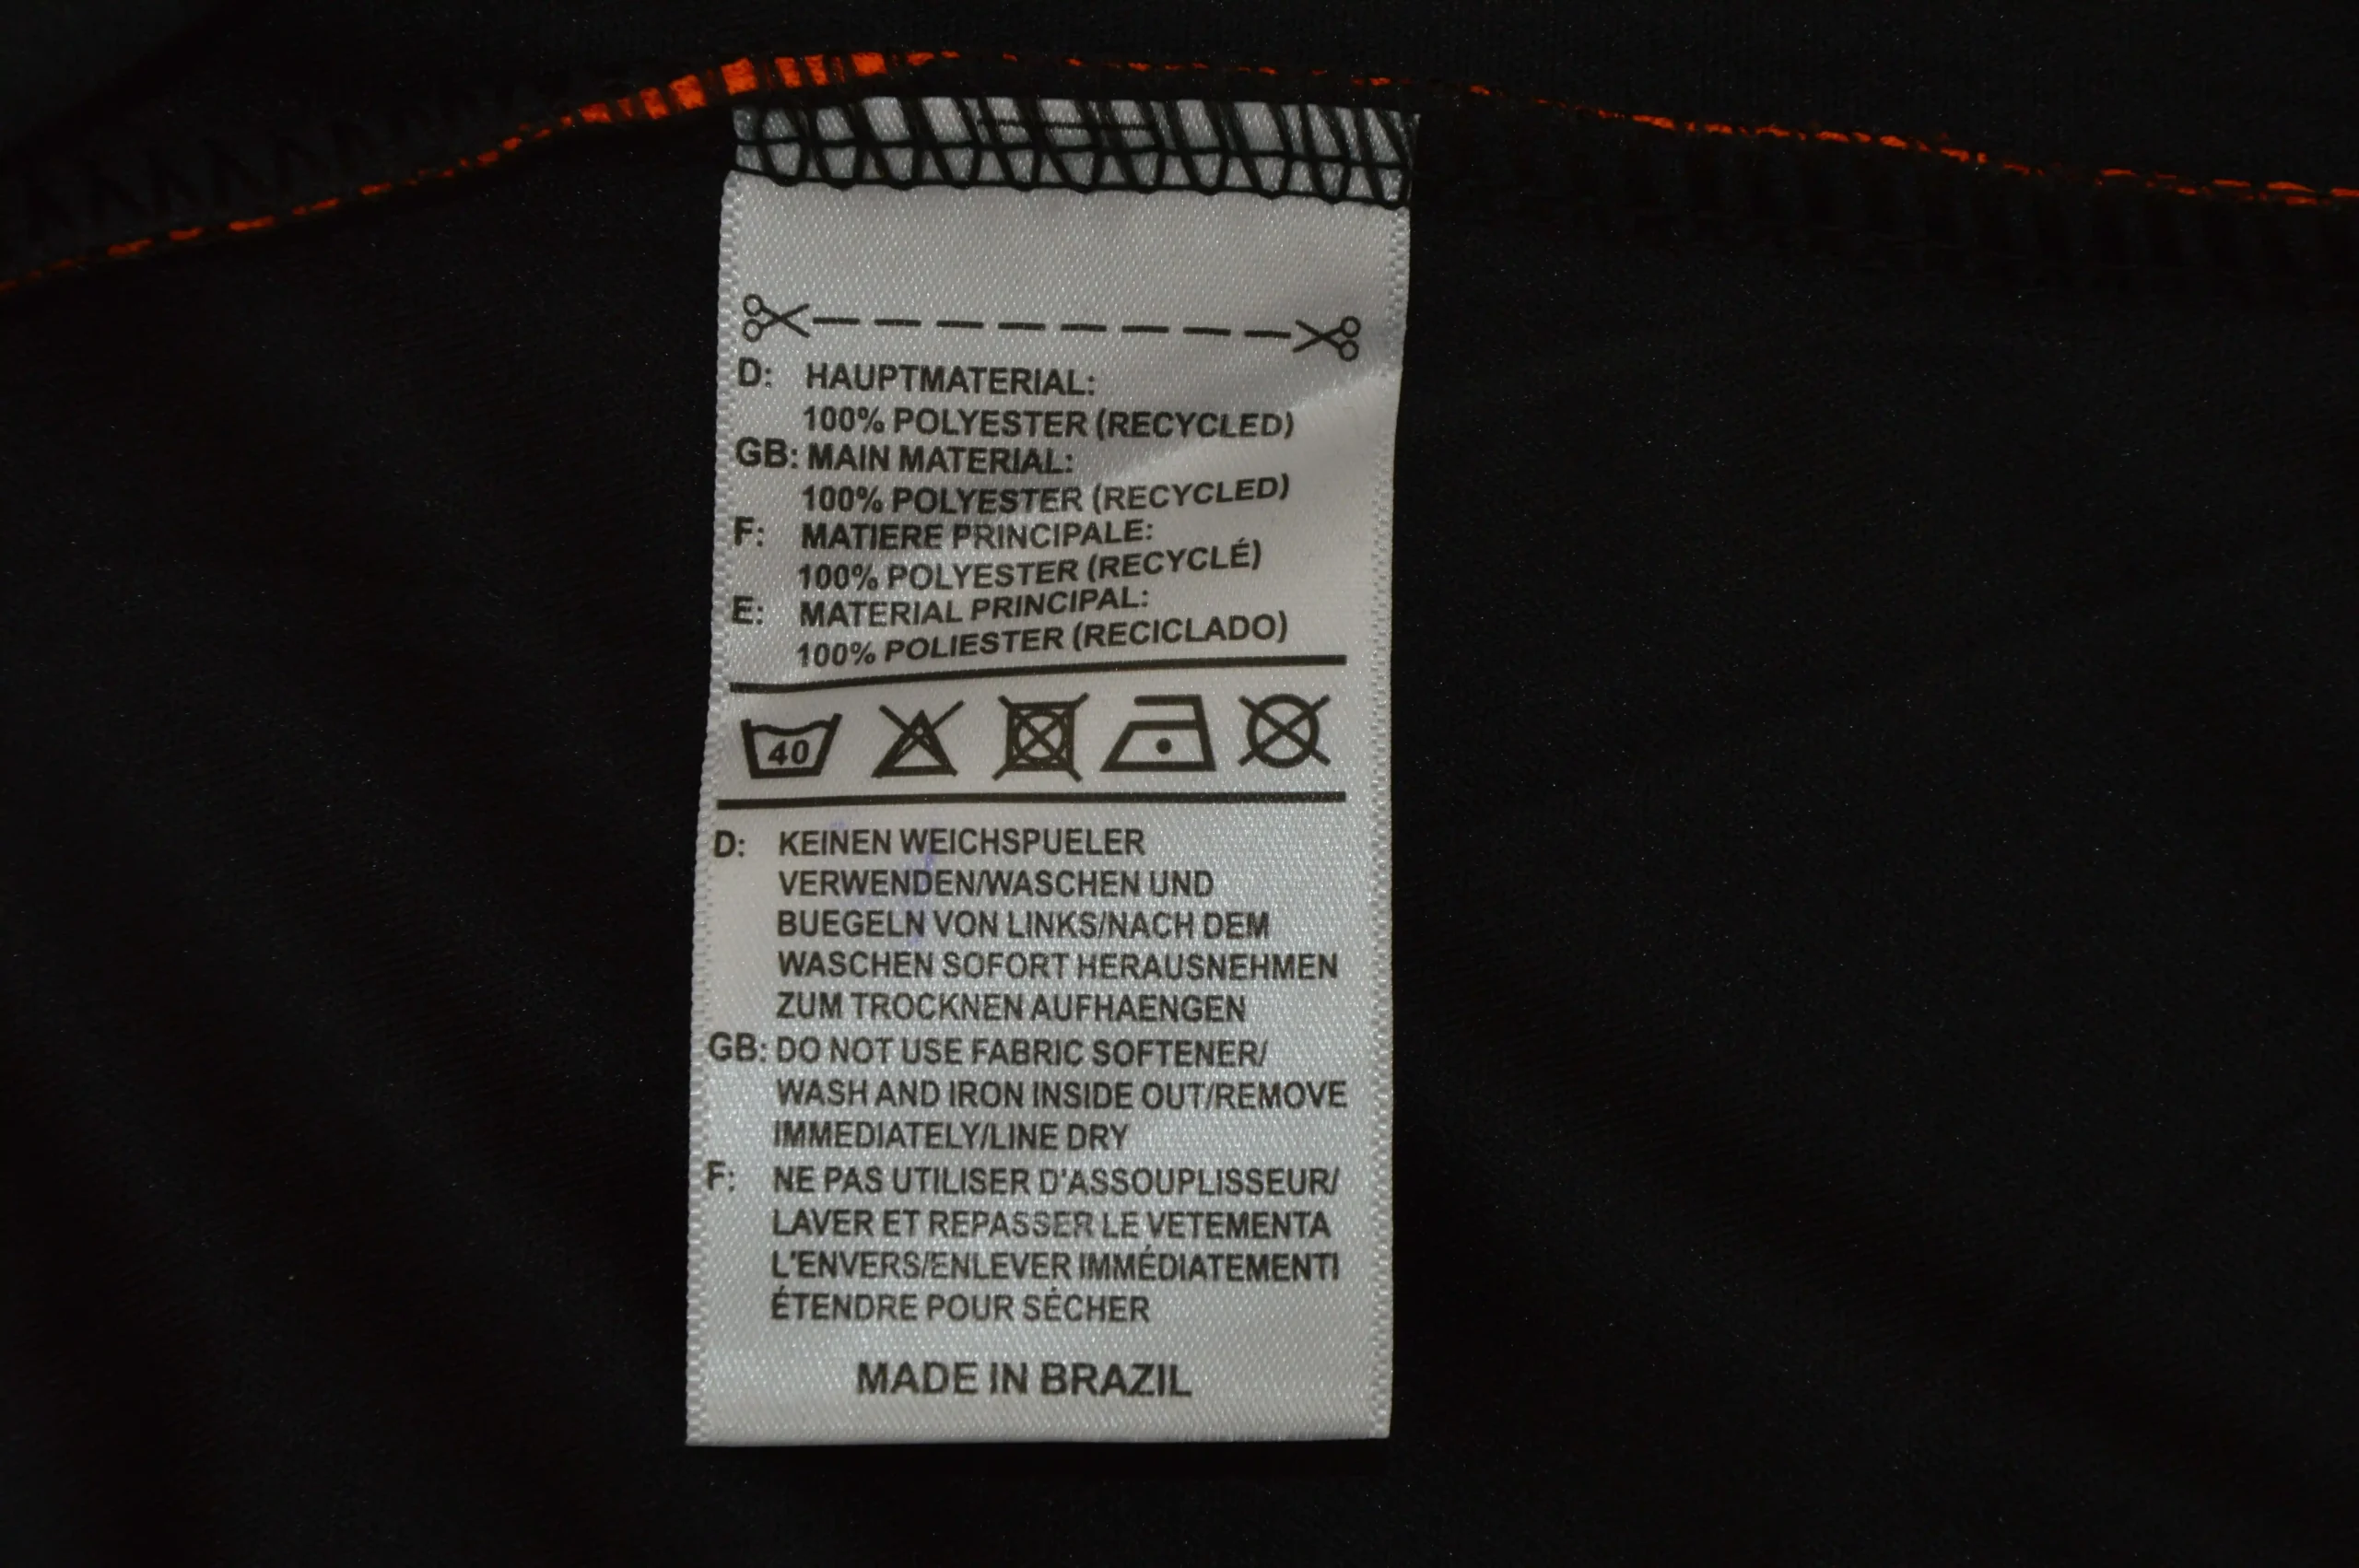 D: HAUPTMATERIAL:
100% POLYESTER (RECYCLED)
GB: MAIN MATERIAL:
100% POLYESTER (RECYCLED)
F: MATIERE PRINCIPALE:
100% POLYESTER (RECYCLÉ)
E: MATERIAL PRINCIPAL:
100% POLIESTER (RECICLADO)
40
D: KEINEN WEICHSPUELER
VERWENDEN/WASCHEN UND
BUEGELN VON LINKS/NACH DEM
WASCHEN SOFORT HERAUSNEHMEN
ZUM TROCKNEN AUFHAENGEN
GB: DO NOT USE FABRIC SOFTENER/
WASH AND IRON INSIDE OUT/REMOVE
IMMEDIATELY/LINE DRY
F: NE PAS UTILISER D'ASSOUPLISSEUR/
LAVER ET REPASSER LE VETEMENTA
L'ENVERS/ENLEVER IMMÉDIATEMENTI
ÉTENDRE POUR SÉCHER
MADE IN BRAZIL